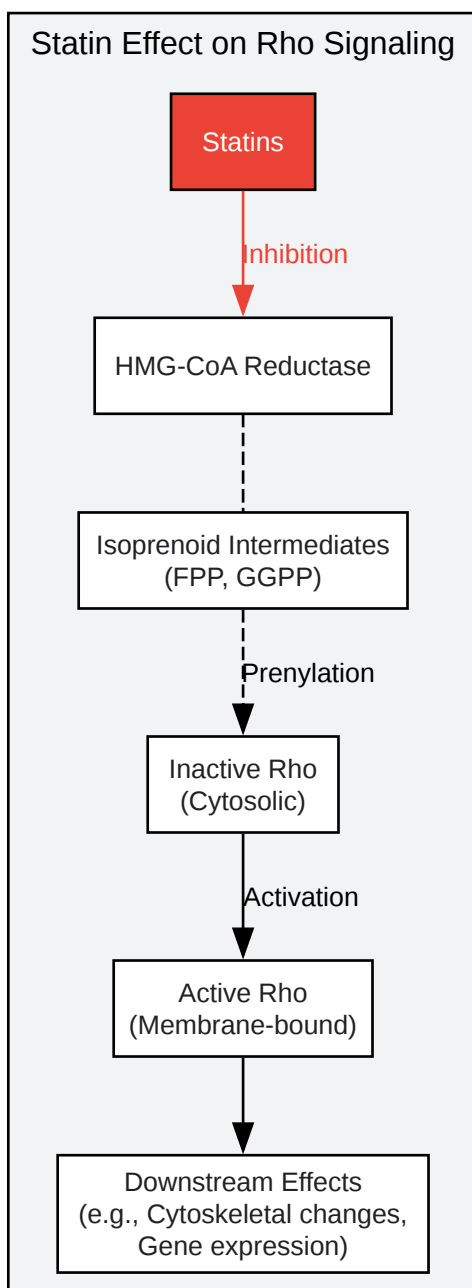 Statin Effect on Rho Signaling
Statins
Inhibition
HMG-CoA Reductase
Isoprenoid Intermediates
(FPP, GGPP)
Prenylation
Inactive Rho
(Cytosolic)
Activation
Active Rho
(Membrane-bound)
Downstream Effects
(e.g., Cytoskeletal changes,
Gene expression)